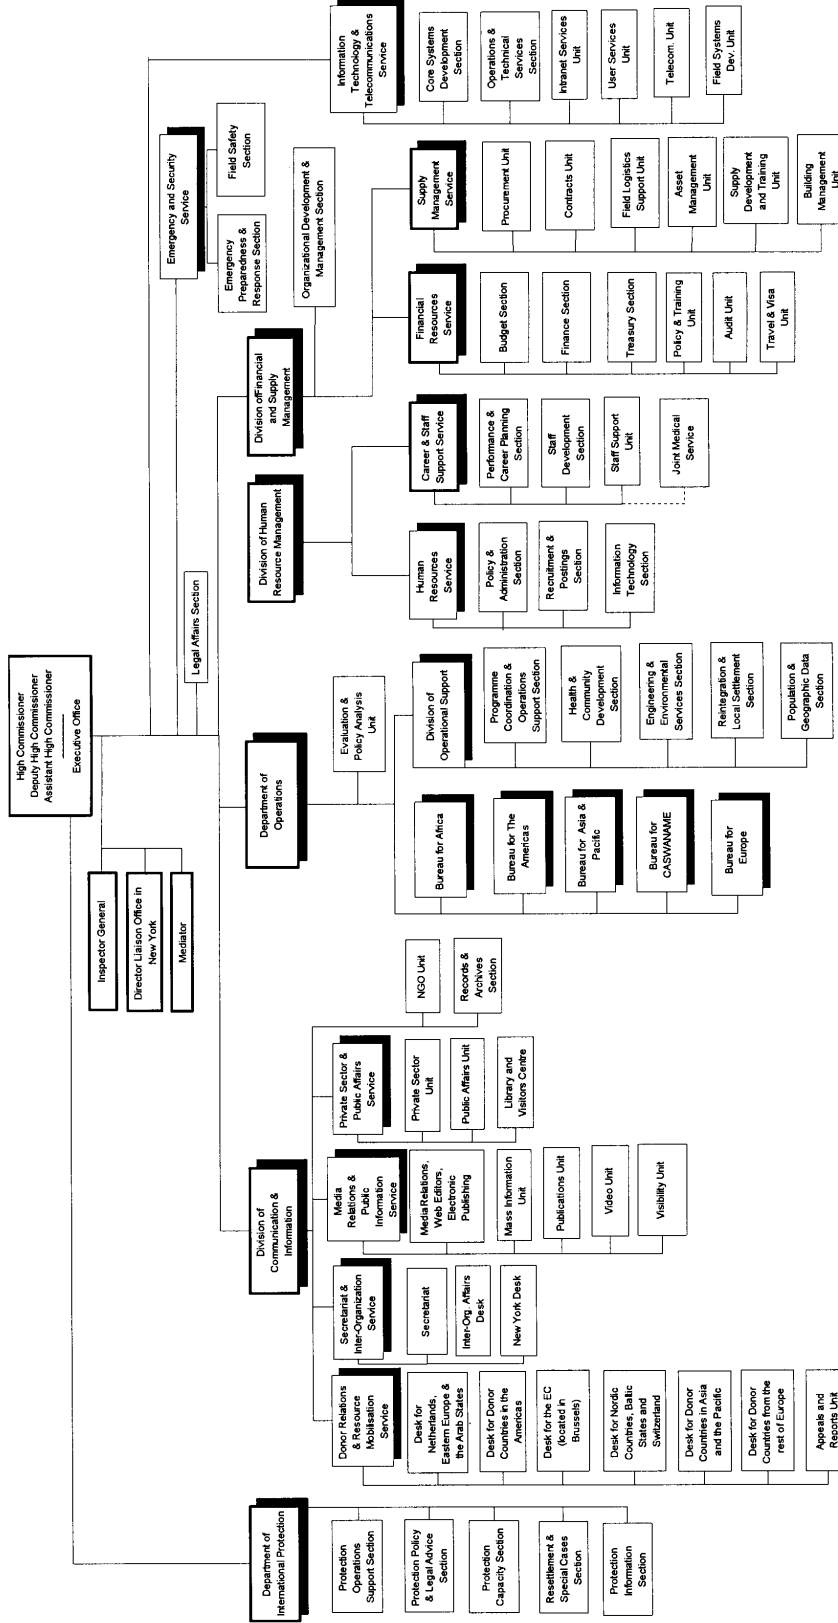 High Commissioner
Deputy High Commissioner
Assistant High Commissioner
Executive Office
Inspector General
Director Liaison Office in
New York
Mediator
Legal Affairs Section
Emergency and Security
Service
Emergency
Preparedness &
Response Section
Field Safety
Section
Department of
International Protection
Protection
Operations
Support Section
Protection Policy
& Legal Advice
Section
Protection
Capacity Section
Resettlement &
Special Cases
Section
Protection
Information
Section
Division of
Communication &
Information
Donor Relations
& Resource
Mobilisation
Service
Desk for
Netherlands,
Eastern Europe &
the Arab States
Desk for Donor
Countries in the
Americas
Desk for the EC
(located in
Brussels)
Desk for Nordic
Countries, Baltic
States and
Switzerland
Desk for Donor
Countries in Asia
and the Pacific
Desk for Donor
Countries from the
rest of Europe
Appeals and
Reports Unit
Secretariat &
Inter-Organization
Service
Secretariat
Inter-Org. Affairs
Desk
New York Desk
Media
Relations &
Public
Information
Service
Media Relations,
Web Editors,
Electronic
Publishing
Mass Information
Unit
Publications Unit
Video Unit
Visibility Unit
Private Sector &
Public Affairs
Service
Private Sector
Unit
Public Affairs Unit
Library and
Visitors Centre
NGO Unit
Records &
Archives
Section
Department of
Operations
Evaluation &
Policy Analysis
Unit
Bureau for Africa
Bureau for The
Americas
Bureau for Asia &
Pacific
Bureau for
CASWANAME
Bureau for
Europe
Division of
Operational Support
Programme
Coordination &
Operations
Support Section
Health &
Community
Development
Section
Engineering &
Environmental
Services Section
Reintegration &
Local Settlement
Section
Population &
Geographic Data
Section
Division of Human
Resource Management
Human
Resources
Service
Policy &
Administration
Section
Recruitment &
Postings
Section
Information
Technology
Section
Career & Staff
Support Service
Performance &
Career Planning
Section
Staff
Development
Section
Staff Support
Unit
Joint Medical
Service
Division ofFinancial
and Supply
Management
Organizational Development &
Management Section
Financial
Resources
Service
Budget Section
Finance Section
Treasury Section
Policy & Training
Unit
Audit Unit
Travel & Visa
Unit
Supply
Management
Service
Procurement Unit
Contracts Unit
Field Logistics
Support Unit
Asset
Management
Unit
Supply
Development
and Training
Unit
Building
Management
Unit
Information
Technology &
Telecommunications
Service
Core Systems
Development
Section
Operations &
Technical
Services
Section
Intranet Services
Unit
User Services
Unit
Telecom. Unit
Field Systems
Dev. Unit